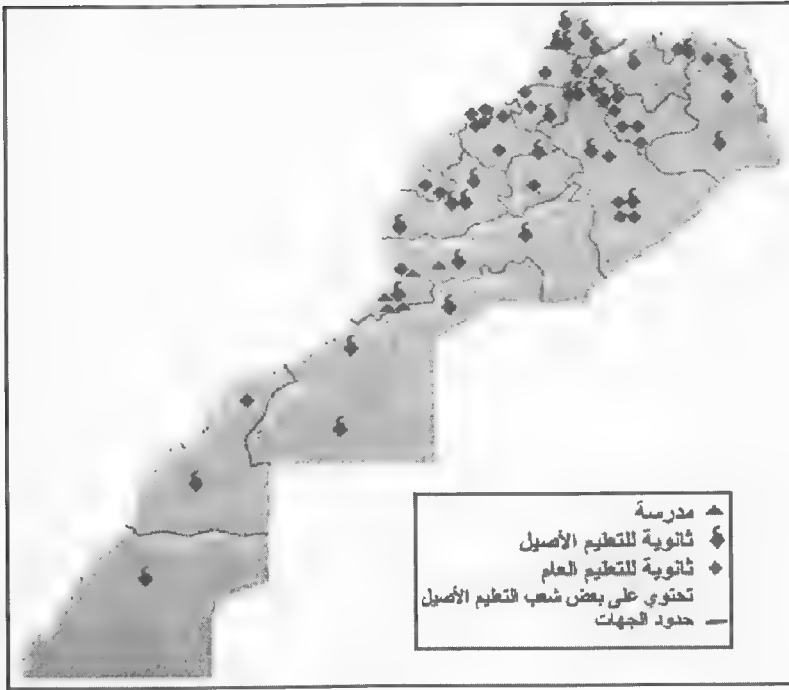 مدرسة
ثانوية للتعليم الأصيل
ثانوية للتعليم العام
تحتوي على بعض شعب التعليم الأصيل
حدود الجهات